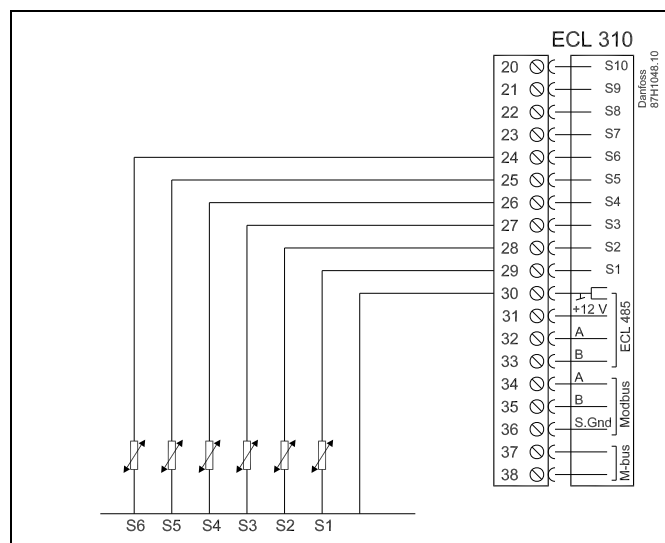 ECL 310
20 S10
21 S9
22 S8
23 S7
24 S6
25 S5
26 S4
27 S3
28 S2
29 S1
30
31 +12 V
32 A
33 B
34 A
35 B
36 S.Gnd
37
38
ECL 485
Modbus
M-bus
Danfoss
87H1048.10
S6 S5 S4 S3 S2 S1